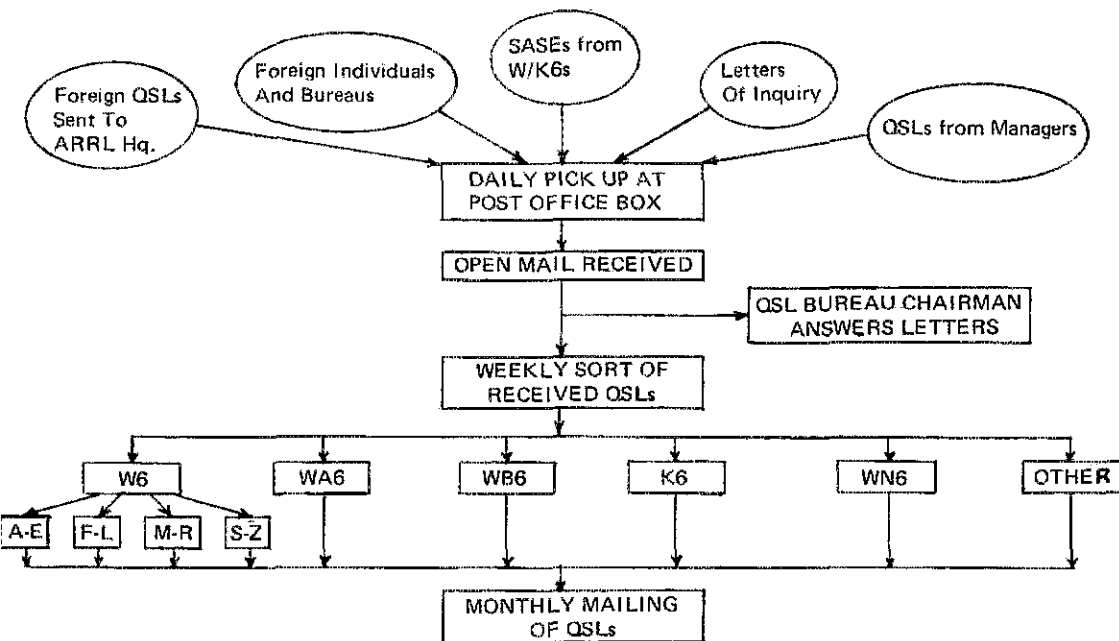 Foreign QSLs
Sent To
ARRL Hq.
Foreign Individuals
And Bureaus
SASEs from
W/K6s
Letters
Of Inquiry
QSLs from Managers
DAILY PICK UP AT
POST OFFICE BOX
OPEN MAIL RECEIVED
QSL BUREAU CHAIRMAN
ANSWERS LETTERS
WEEKLY SORT OF
RECEIVED QSLs
W6
WA6
WB6
K6
WN6
OTHER
A-E
F-L
M-R
S-Z
MONTHLY MAILING
OF QSLs